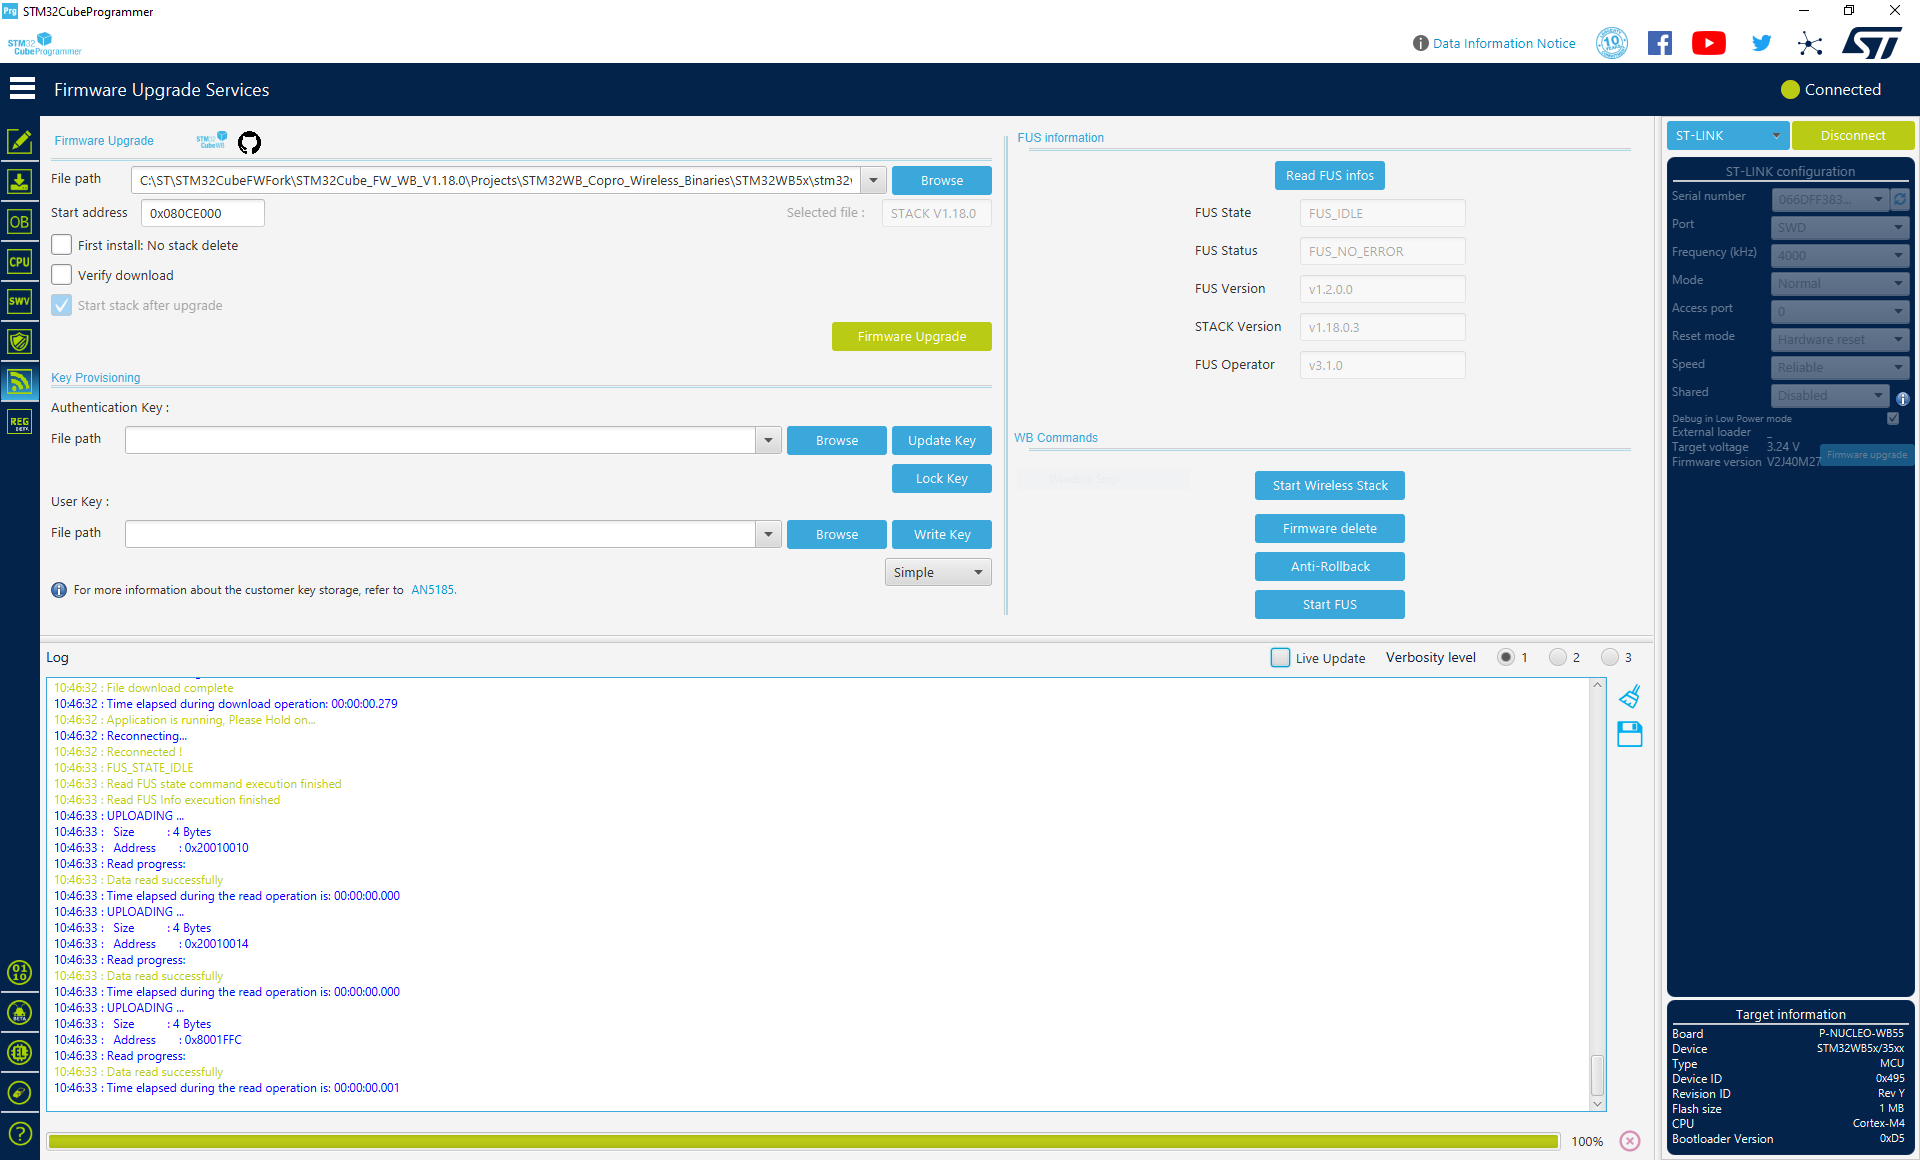 Prg STM32CubeProgrammer
STM32
CubeProgrammer
Data Information Notice
10
Firmware Upgrade Services
Connected
Firmware Upgrade
STM32
CubeWB
File path
C:\ST\STM32CubeFWFork\STM32Cube_FW_WB_V1.18.0\Projects\STM32WB_Copro_Wireless_Binaries\STM32WB5x\stm32
Browse
Start address
0x080CE000
Selected file :
STACK V1.18.0
First install: No stack delete
Verify download
Start stack after upgrade
Firmware Upgrade
Key Provisioning
Authentication Key :
File path
Browse
Update Key
Lock Key
User Key :
File path
Browse
Write Key
Simple
For more information about the customer key storage, refer to AN5185.
FUS information
Read FUS infos
FUS State
FUS_IDLE
FUS Status
FUS_NO_ERROR
FUS Version
v1.2.0.0
STACK Version
v1.18.0.3
FUS Operator
v3.1.0
WB Commands
Start Wireless Stack
Firmware delete
Anti-Rollback
Start FUS
OB
CPU
SWV
REG
BETA
01
10
BETA
EL
?
Log
Live Update
Verbosity level
1
2
3
10:46:32 : File download complete
10:46:32 : Time elapsed during download operation: 00:00:00.279
10:46:32 : Application is running, Please Hold on...
10:46:32 : Reconnecting...
10:46:32 : Reconnected !
10:46:33 : FUS_STATE_IDLE
10:46:33 : Read FUS state command execution finished
10:46:33 : Read FUS Info execution finished
10:46:33 : UPLOADING ...
10:46:33 : Size : 4 Bytes
10:46:33 : Address : 0x20010010
10:46:33 : Read progress:
10:46:33 : Data read successfully
10:46:33 : Time elapsed during the read operation is: 00:00:00.000
10:46:33 : UPLOADING ...
10:46:33 : Size : 4 Bytes
10:46:33 : Address : 0x20010014
10:46:33 : Read progress:
10:46:33 : Data read successfully
10:46:33 : Time elapsed during the read operation is: 00:00:00.000
10:46:33 : UPLOADING ...
10:46:33 : Size : 4 Bytes
10:46:33 : Address : 0x8001FFC
10:46:33 : Read progress:
10:46:33 : Data read successfully
10:46:33 : Time elapsed during the read operation is: 00:00:00.001
100%
ST-LINK
Disconnect
ST-LINK configuration
Serial number
066DFF383...
Port
SWD
Frequency (kHz)
4000
Mode
Normal
Access port
0
Reset mode
Hardware reset
Speed
Reliable
Shared
Disabled
Debug in Low Power mode
External loader _
Target voltage 3.24 V
Firmware version V2J40M27
Firmware upgrade
Target information
Board P-NUCLEO-WB55
Device STM32WB5x/35xx
Type MCU
Device ID 0x495
Revision ID Rev Y
Flash size 1 MB
CPU Cortex-M4
Bootloader Version 0xD5